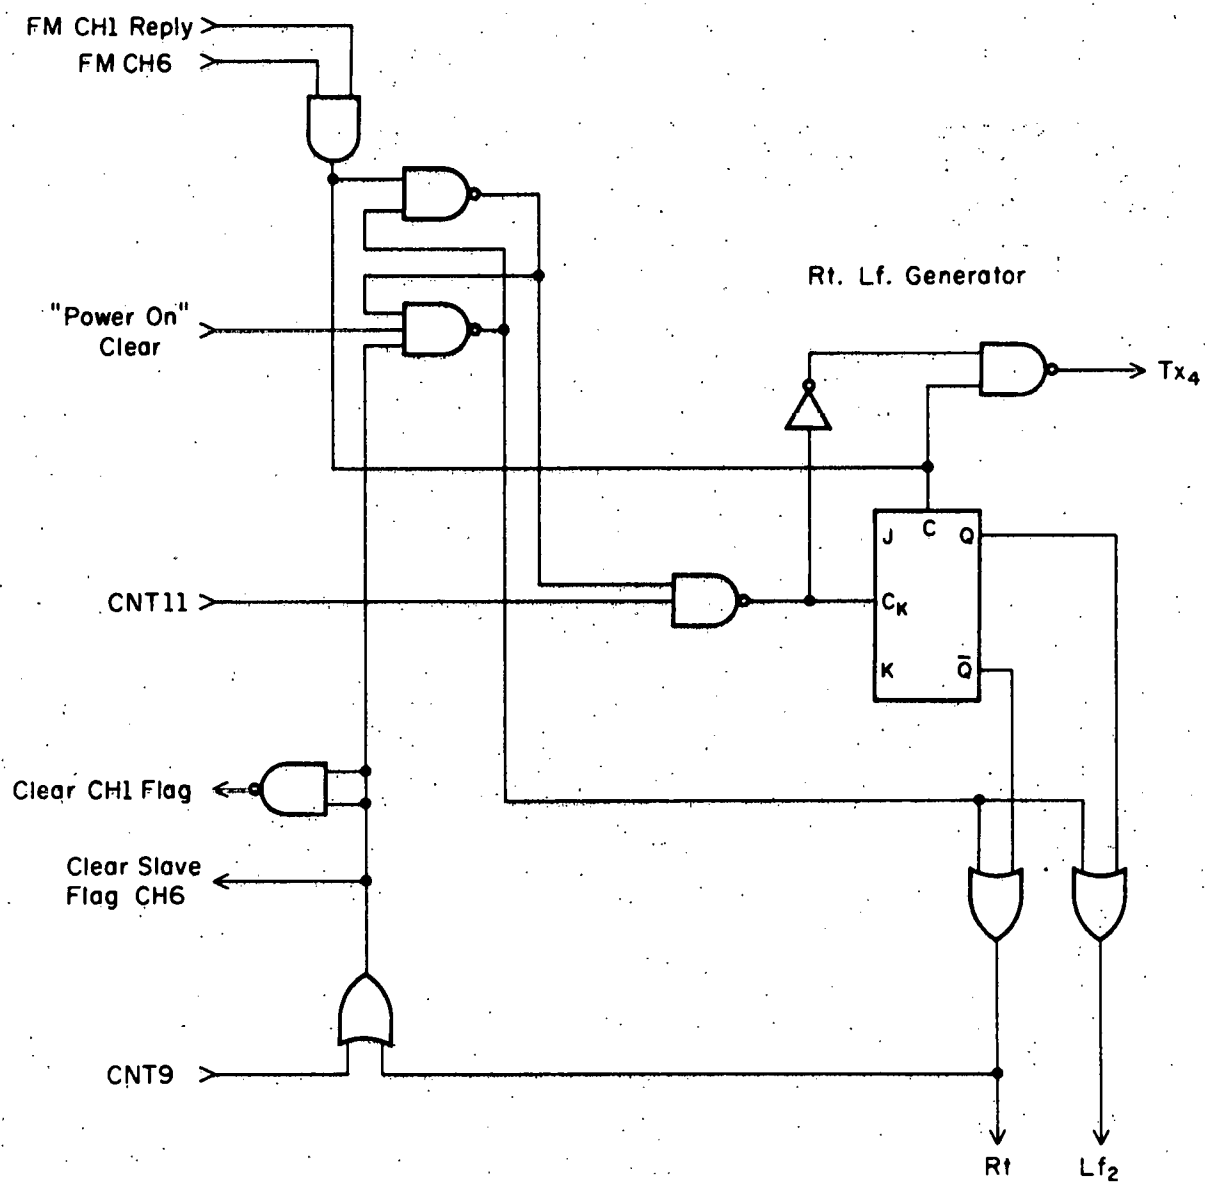 FM CH1 Reply
FM CH6
"Power On"
Clear
Rt. Lf. Generator
Tx4
J C Q
CNT11
CK
K Q̅
Clear CH1 Flag
Clear Slave
Flag CH6
CNT9
Rt Lf2